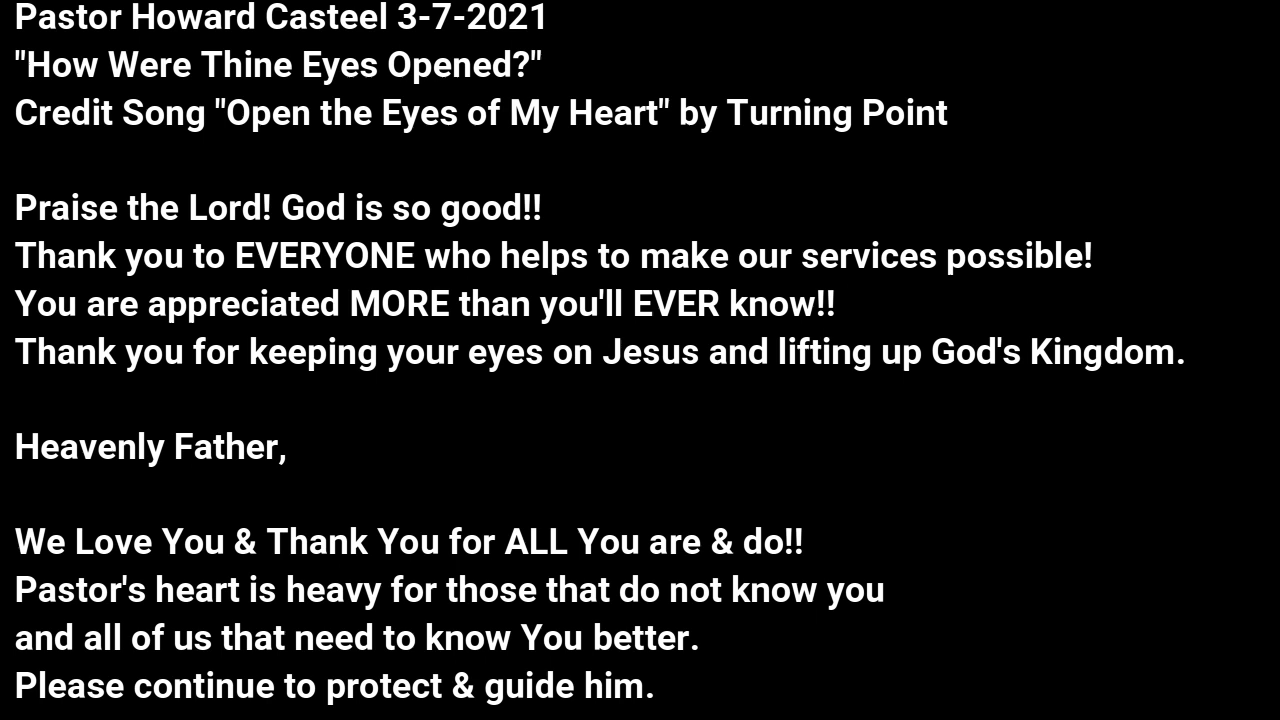 Pastor Howard Casteel 3-7-2021
"How Were Thine Eyes Opened?"
Credit Song "Open the Eyes of My Heart" by Turning Point
Praise the Lord! God is so good!!
Thank you to EVERYONE who helps to make our services possible!
You are appreciated MORE than you'll EVER know!!
Thank you for keeping your eyes on Jesus and lifting up God's Kingdom.
Heavenly Father,
We Love You & Thank You for ALL You are & do!!
Pastor's heart is heavy for those that do not know you
and all of us that need to know You better.
Please continue to protect & guide him.